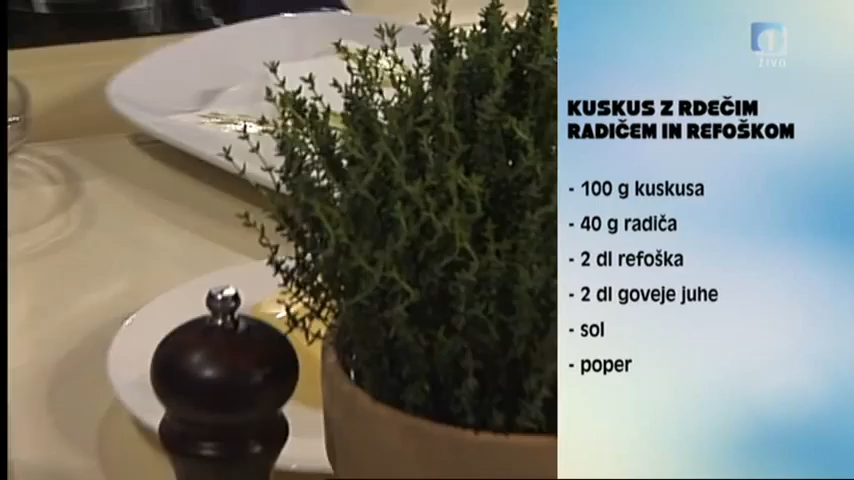 1
ŽIVO
KUSKUS Z RDEČIM
RADIČEM IN REFOŠKOM
- 100 g kuskusa
- 40 g radiča
- 2 dl refoška
- 2 dl goveje juhe
- sol
- poper